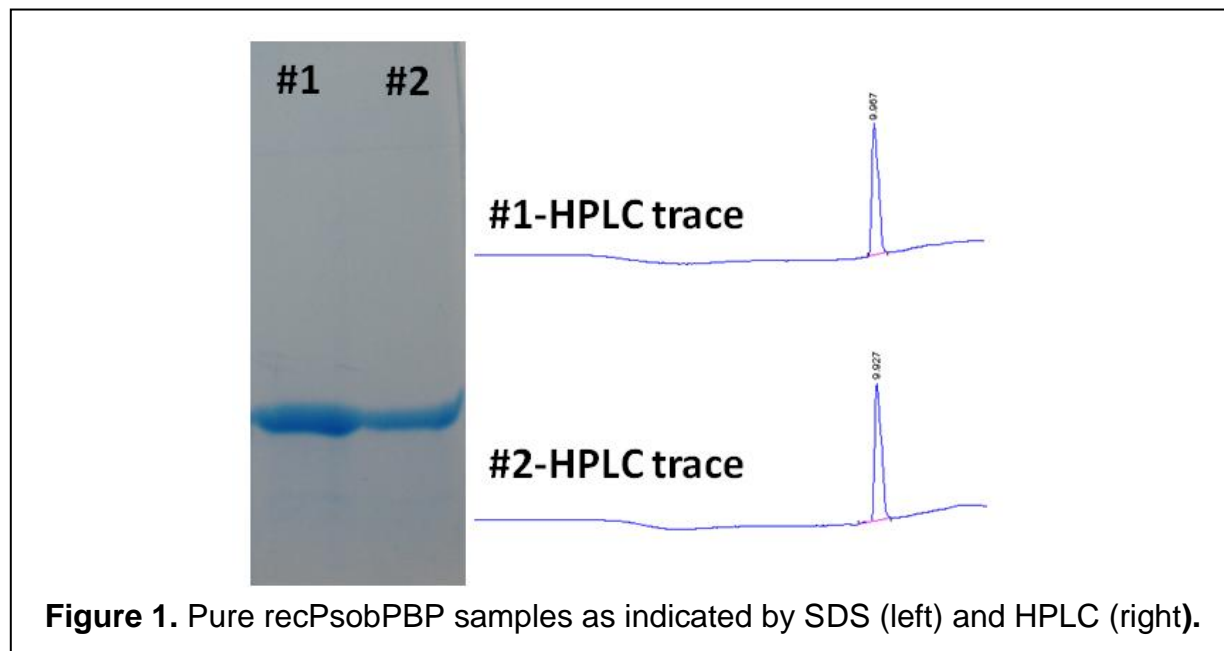 #1 #2
9.967
#1-HPLC trace
9.927
#2-HPLC trace
Figure 1. Pure recPsobPBP samples as indicated by SDS (left) and HPLC (right).